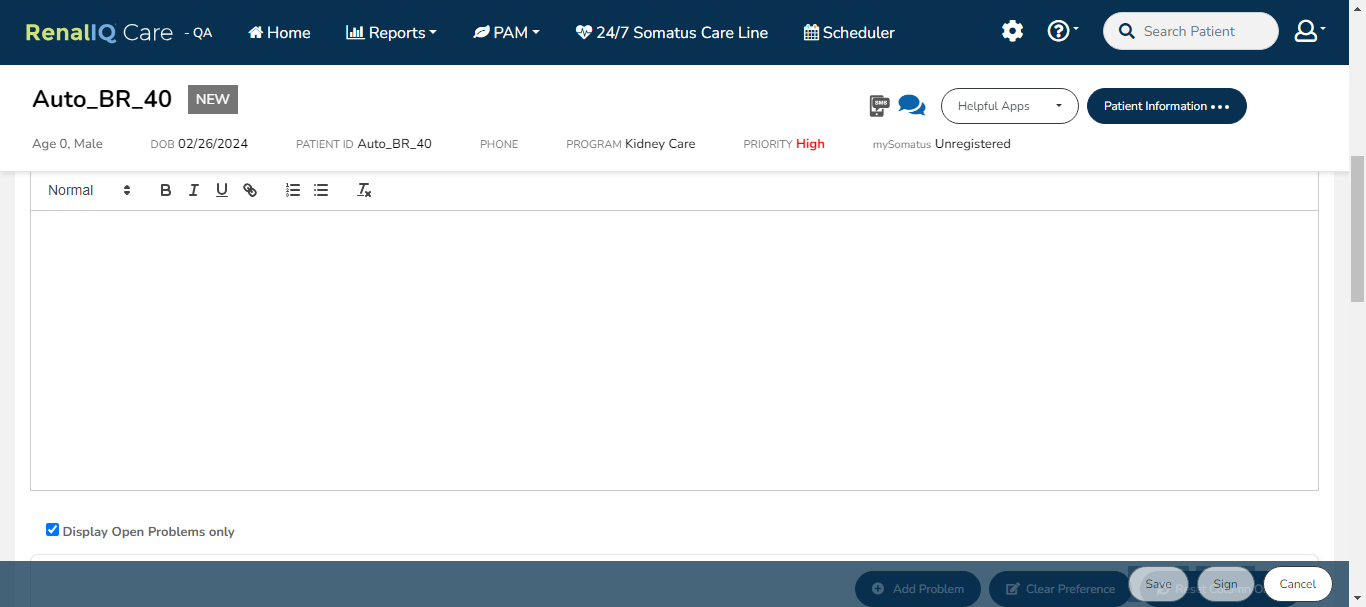 RenalIQ Care - QA Home Reports PAM 24/7 Somatus Care Line Scheduler Search Patient
Auto_BR_40 NEW SMS Helpful Apps Patient Information
Age 0, Male DOB 02/26/2024 PATIENT ID Auto_BR_40 PHONE PROGRAM Kidney Care PRIORITY High mySomatus Unregistered
Normal B I U
Display Open Problems only
Add Problem Clear Preference Save Sign Cancel